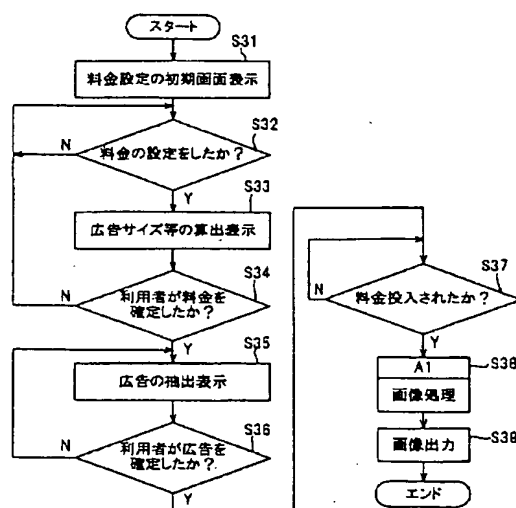 スタート
S31
料金設定の初期画面表示
S32
料金の設定をしたか?
N
Y
S33
広告サイズ等の算出表示
S34
利用者が料金を
確定したか?
N
Y
S35
広告の抽出表示
S36
利用者が広告を
確定したか?
N
Y
S37
料金投入されたか?
N
Y
S38
A1
画像処理
S39
画像出力
エンド